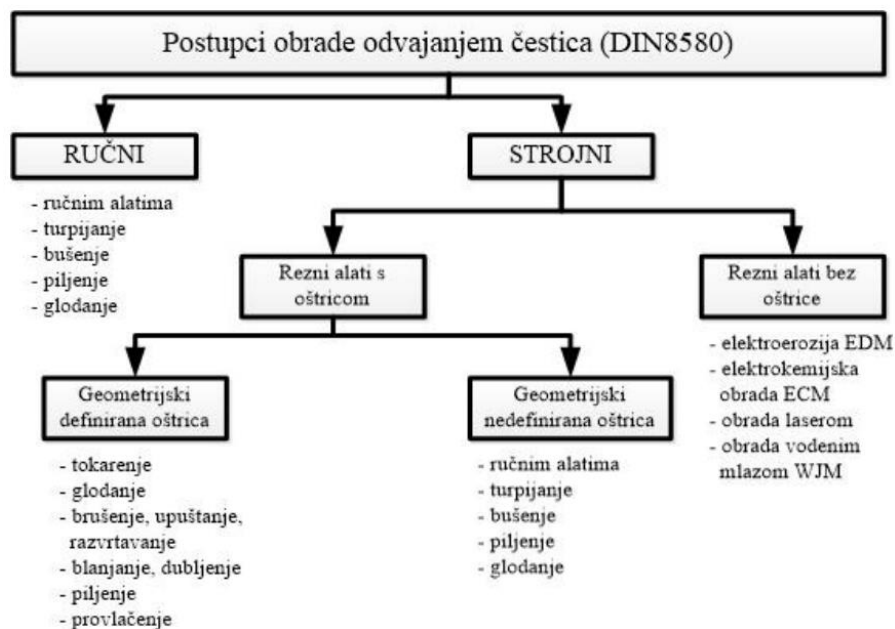 Postupci obrade odvajanjem čestica (DIN8580)
RUČNI
- ručnim alatima
- turpijanje
- bušenje
- piljenje
- glodanje
STROJNI
Rezni alati s
oštricom
Rezni alati bez
oštrice
- elektroerozija EDM
- elektrokemijska
obrada ECM
- obrada laserom
- obrada vodenim
mlazom WJM
Geometrijski
definirana oštrica
- tokarenje
- glodanje
- brušenje, upuštanje,
razvrtavanje
- blanjanje, dubljenje
- piljenje
- provlačenje
Geometrijski
nedefinirana oštrica
- ručnim alatima
- turpijanje
- bušenje
- piljenje
- glodanje